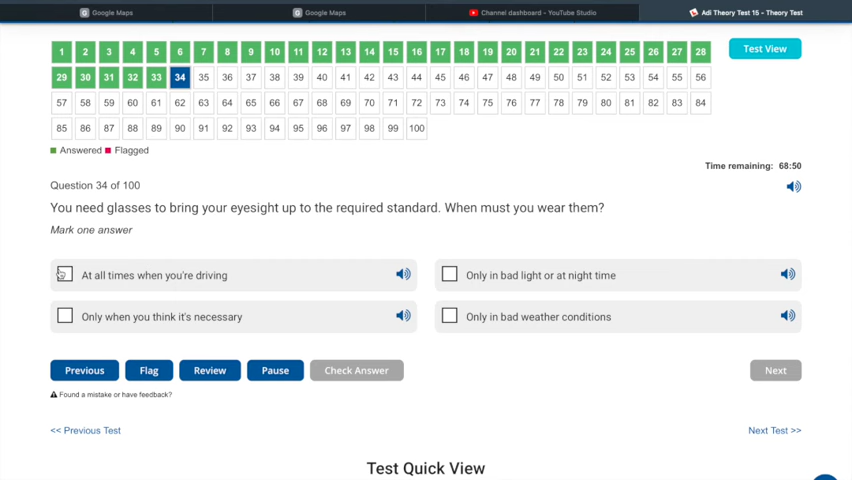 Google Maps Google Maps Channel dashboard - YouTube Studio Adi Theory Test 15 - Theory Test
1 2 3 4 5 6 7 8 9 10 11 12 13 14 15 16 17 18 19 20 21 22 23 24 25 26 27 28
Test View
29 30 31 32 33 34 35 36 37 38 39 40 41 42 43 44 45 46 47 48 49 50 51 52 53 54 55 56
57 58 59 60 61 62 63 64 65 66 67 68 69 70 71 72 73 74 75 76 77 78 79 80 81 82 83 84
85 86 87 88 89 90 91 92 93 94 95 96 97 98 99 100
Answered Flagged
Time remaining: 68:50
Question 34 of 100
You need glasses to bring your eyesight up to the required standard. When must you wear them?
Mark one answer
At all times when you're driving
Only in bad light or at night time
Only when you think it's necessary
Only in bad weather conditions
Previous Flag Review Pause Check Answer Next
Found a mistake or have feedback?
<< Previous Test Next Test >>
Test Quick View